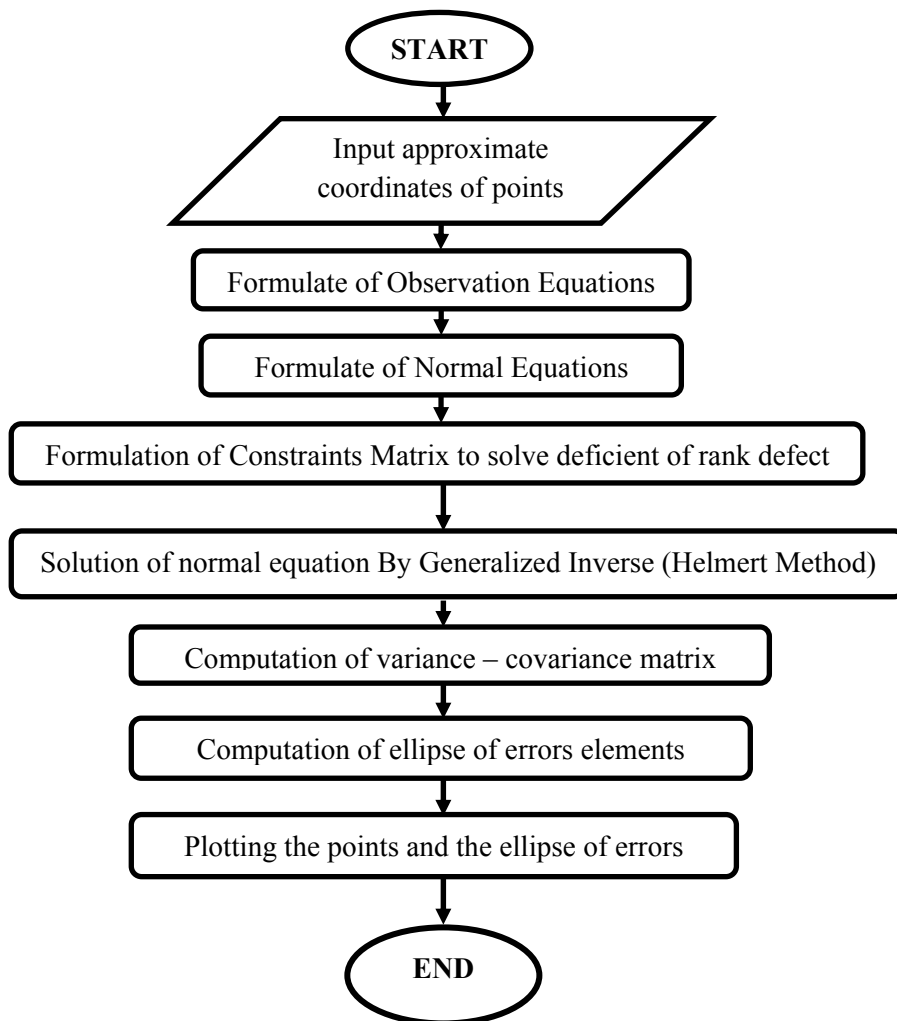 START
Input approximate
coordinates of points
Formulate of Observation Equations
Formulate of Normal Equations
Formulation of Constraints Matrix to solve deficient of rank defect
Solution of normal equation By Generalized Inverse (Helmert Method)
Computation of variance – covariance matrix
Computation of ellipse of errors elements
Plotting the points and the ellipse of errors
END